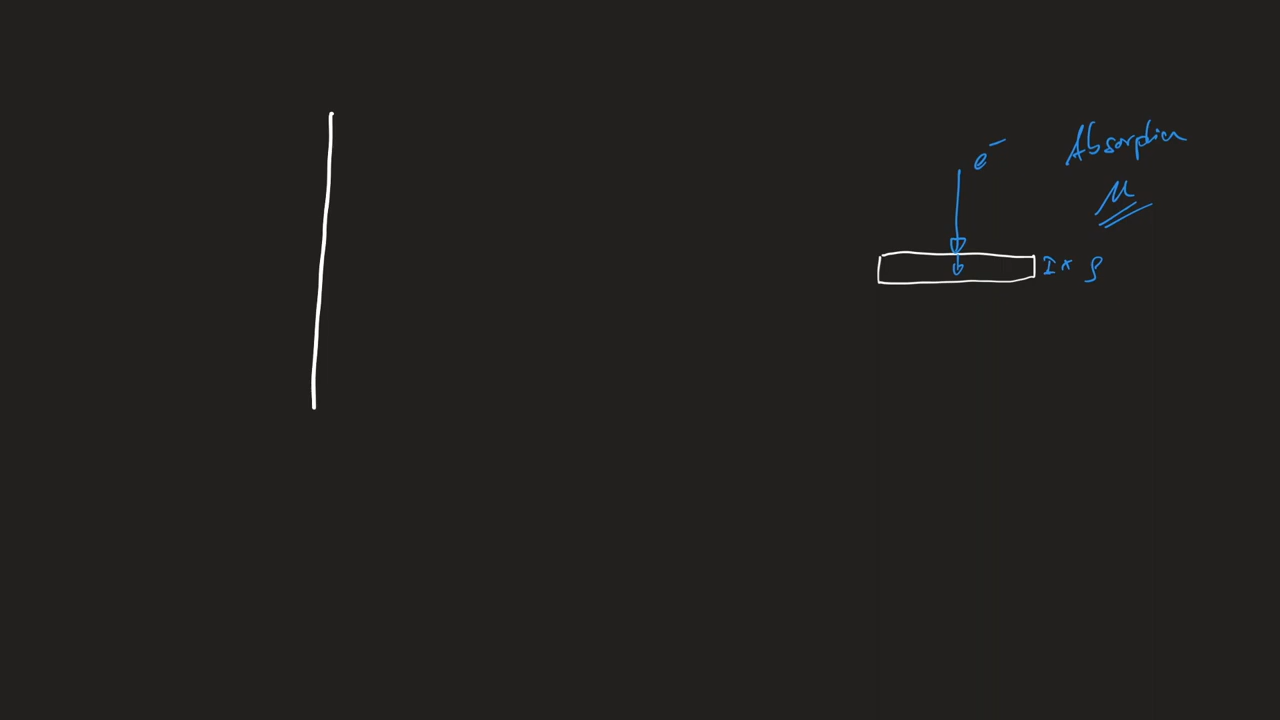 e⁻
Absorption
μ
I* ρ